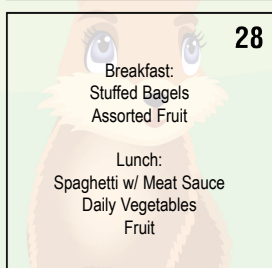 28
Breakfast:
Stuffed Bagels
Assorted Fruit
Lunch:
Spaghetti w/ Meat Sauce
Daily Vegetables
Fruit